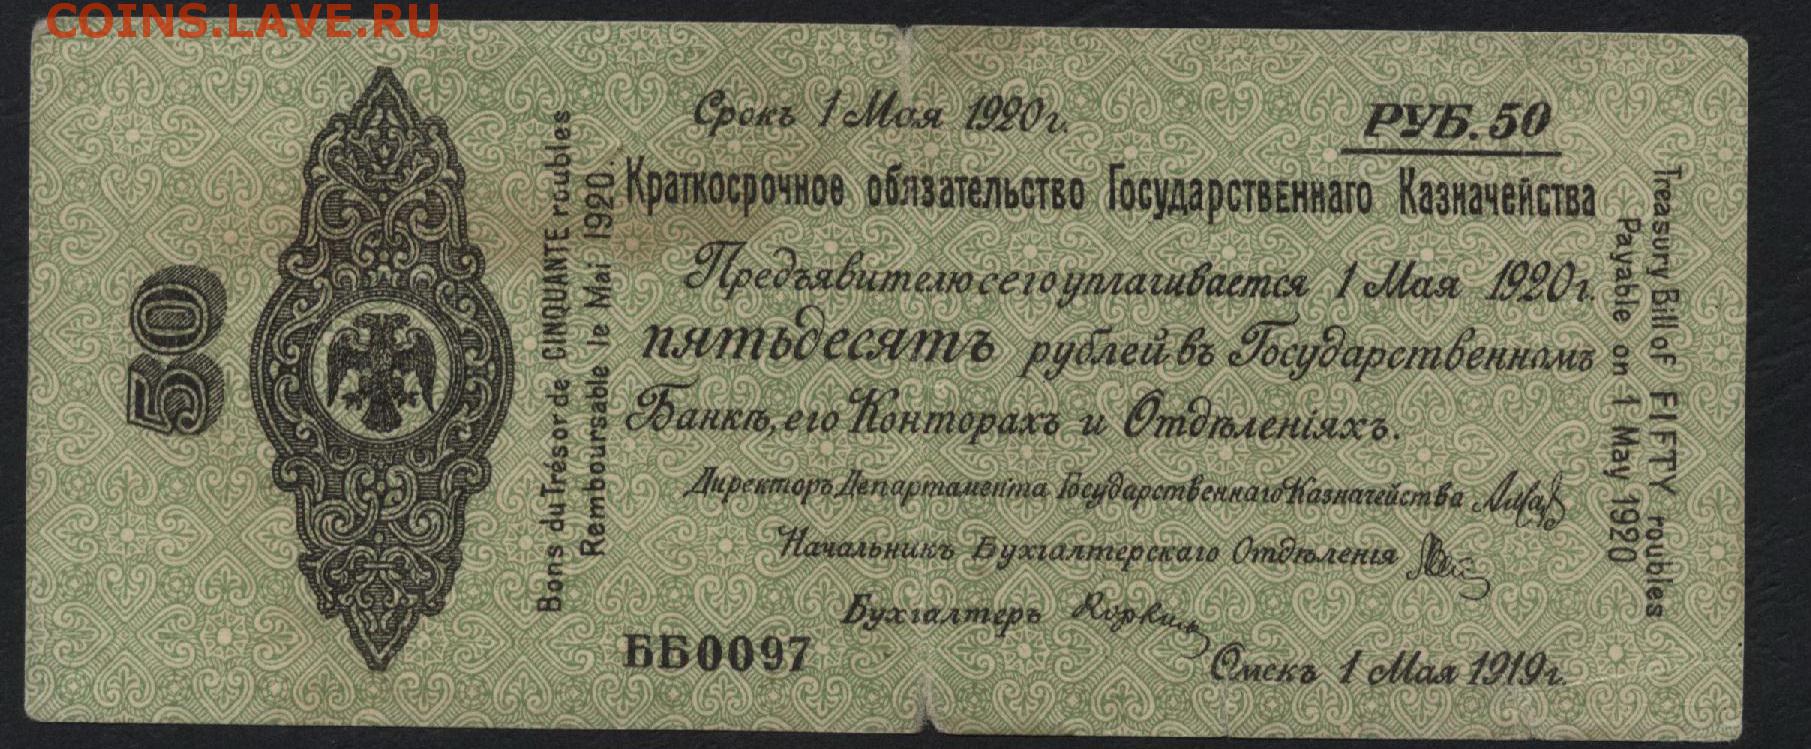 COINS.LAVE.RU
50
Bons du Trésor de CINQUANTE roubles
Remboursable le Mai 1920.
Срокъ 1 Мая 1920г.
РУБ. 50
Краткосрочное обязательство Государственнаго Казначейства
Предъявителю сего уплачивается 1 Мая 1920г.
пятьдесятъ рублей въ Государственномъ
Банкѣ, его Конторахъ и Отдѣленіяхъ.
Директоръ Департамента Государственнаго Казначейства
Начальникъ Бухгалтерскаго Отдѣленія
Бухгалтеръ
ББ0097
Омскъ 1 Мая 1919г.
Treasury Bill of FIFTY roubles
Payable on 1 May 1920